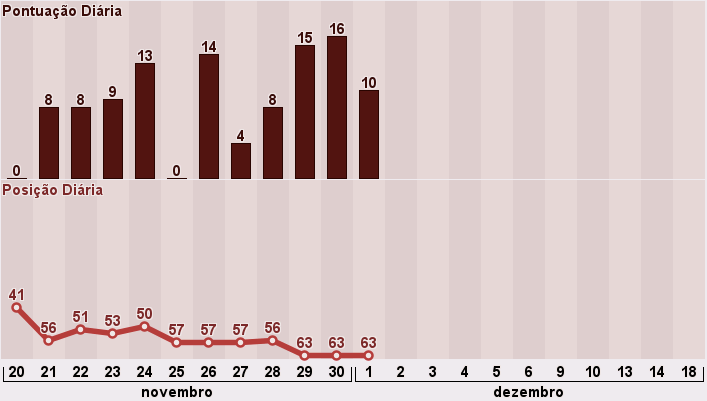 Pontuação Diária
0 8 8 9 13 0 14 4 8 15 16 10
Posição Diária
41 56 51 53 50 57 57 57 56 63 63 63
20 21 22 23 24 25 26 27 28 29 30 1 2 3 4 5 6 9 10 13 14 18
novembro dezembro